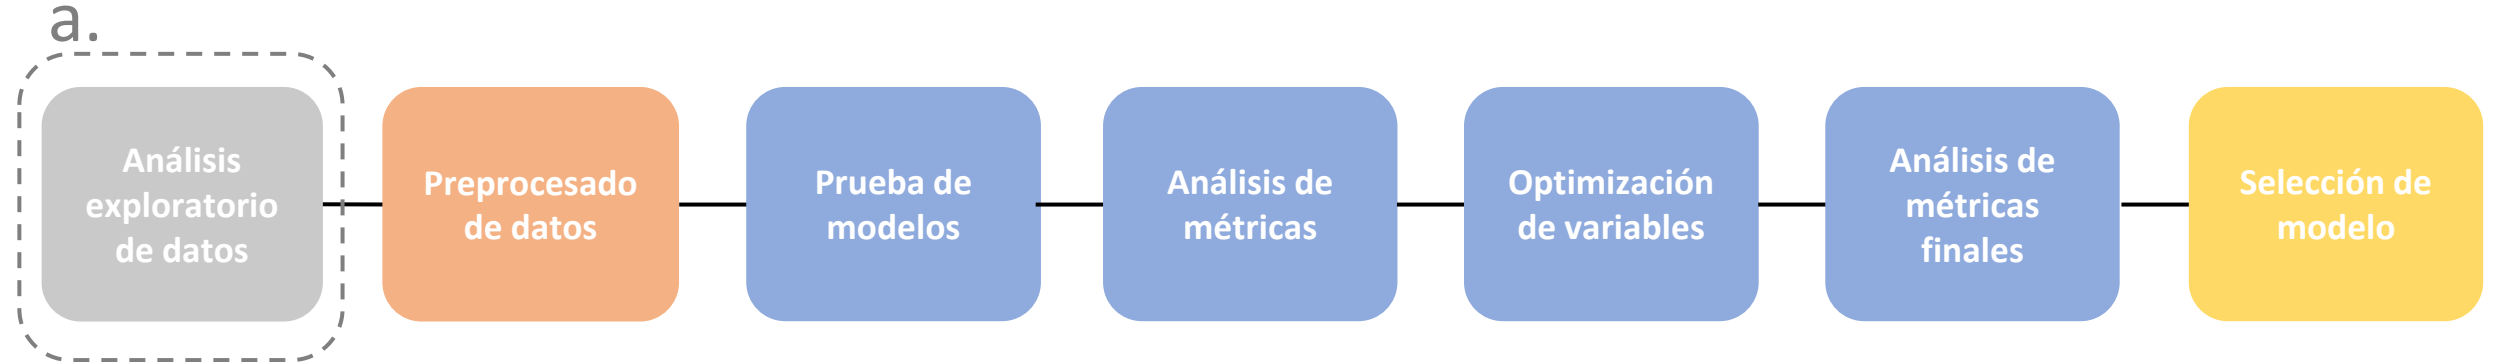 a.
Análisis
exploratorio
de datos
Preprocesado
de datos
Prueba de
modelos
Análisis de
métricas
Optimización
de variables
Análisis de
métricas
finales
Selección de
modelo